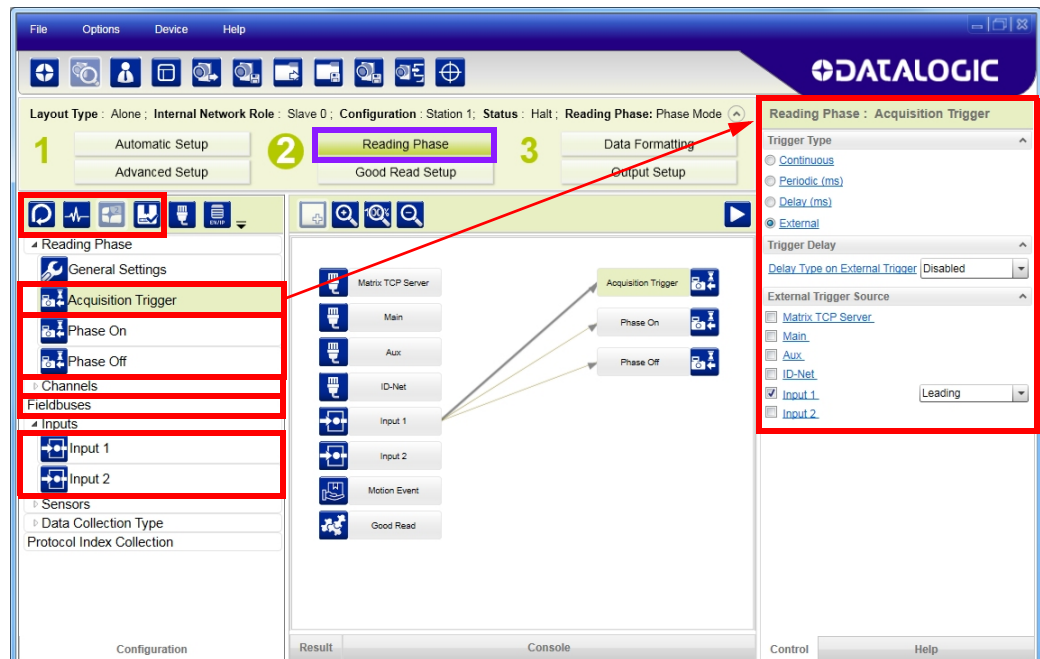 File Options Device Help
DATALOGIC
Layout Type : Alone ; Internal Network Role : Slave 0 ; Configuration : Station 1; Status : Halt ; Reading Phase: Phase Mode
1 Automatic Setup
Advanced Setup
2 Reading Phase
Good Read Setup
3 Data Formatting
Output Setup
EN/IP
Reading Phase
General Settings
Acquisition Trigger
Phase On
Phase Off
Channels
Fieldbuses
Inputs
Input 1
Input 2
Sensors
Data Collection Type
Protocol Index Collection
Configuration
100%
Matrix TCP Server
Main
Aux
ID-Net
Input 1
Input 2
Motion Event
Good Read
Acquisition Trigger
Phase On
Phase Off
Result Console
Reading Phase : Acquisition Trigger
Trigger Type
Continuous
Periodic (ms)
Delay (ms)
External
Trigger Delay
Delay Type on External Trigger Disabled
External Trigger Source
Matrix TCP Server
Main
Aux
ID-Net
Input 1 Leading
Input 2
Control Help